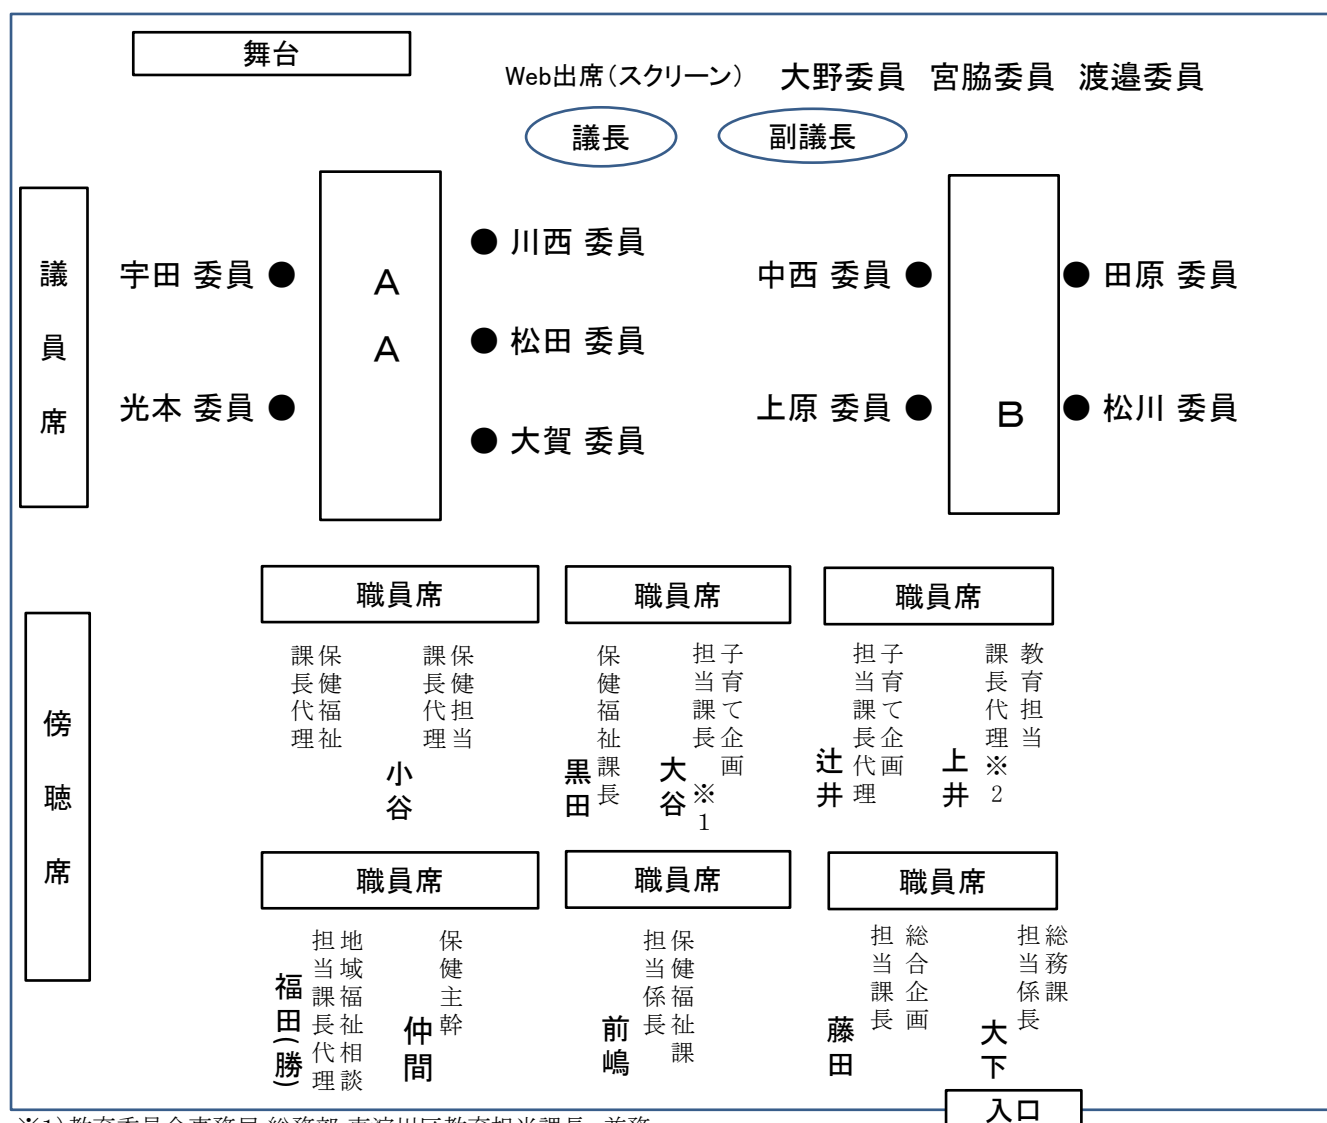 舞台
Web出席(スクリーン) 大野委員 宮脇委員 渡邉委員
議長 副議長
議員席
宇田 委員 ●
光本 委員 ●
A
A
● 川西 委員
● 松田 委員
● 大賀 委員
中西 委員 ●
上原 委員 ●
B
● 田原 委員
● 松川 委員
傍聴席
職員席
保健福祉
課長代理
保健担当
課長代理
小谷
職員席
保健福祉課長
黒田
子育て企画
担当課長 ※1
大谷
職員席
子育て企画
担当課長代理
辻井
教育担当
課長代理※2
上井
職員席
地域福祉相談
担当課長代理
福田(勝)
保健主幹
仲間
職員席
保健福祉課
担当係長
前嶋
職員席
総合企画
担当課長
藤田
総務課
担当係長
大下
入口